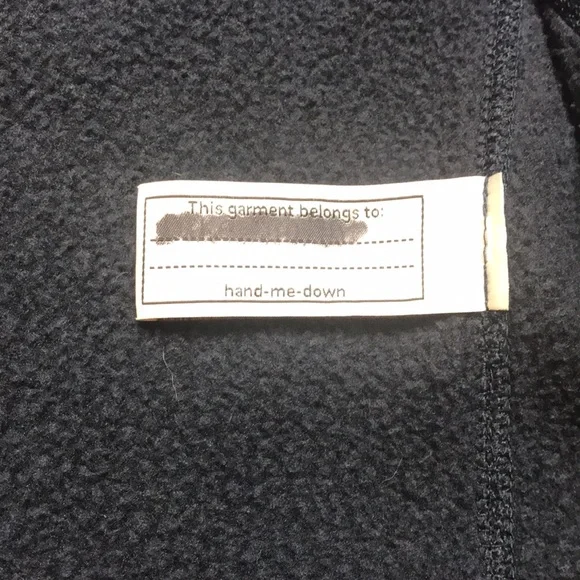 This garment belongs to:
hand-me-down